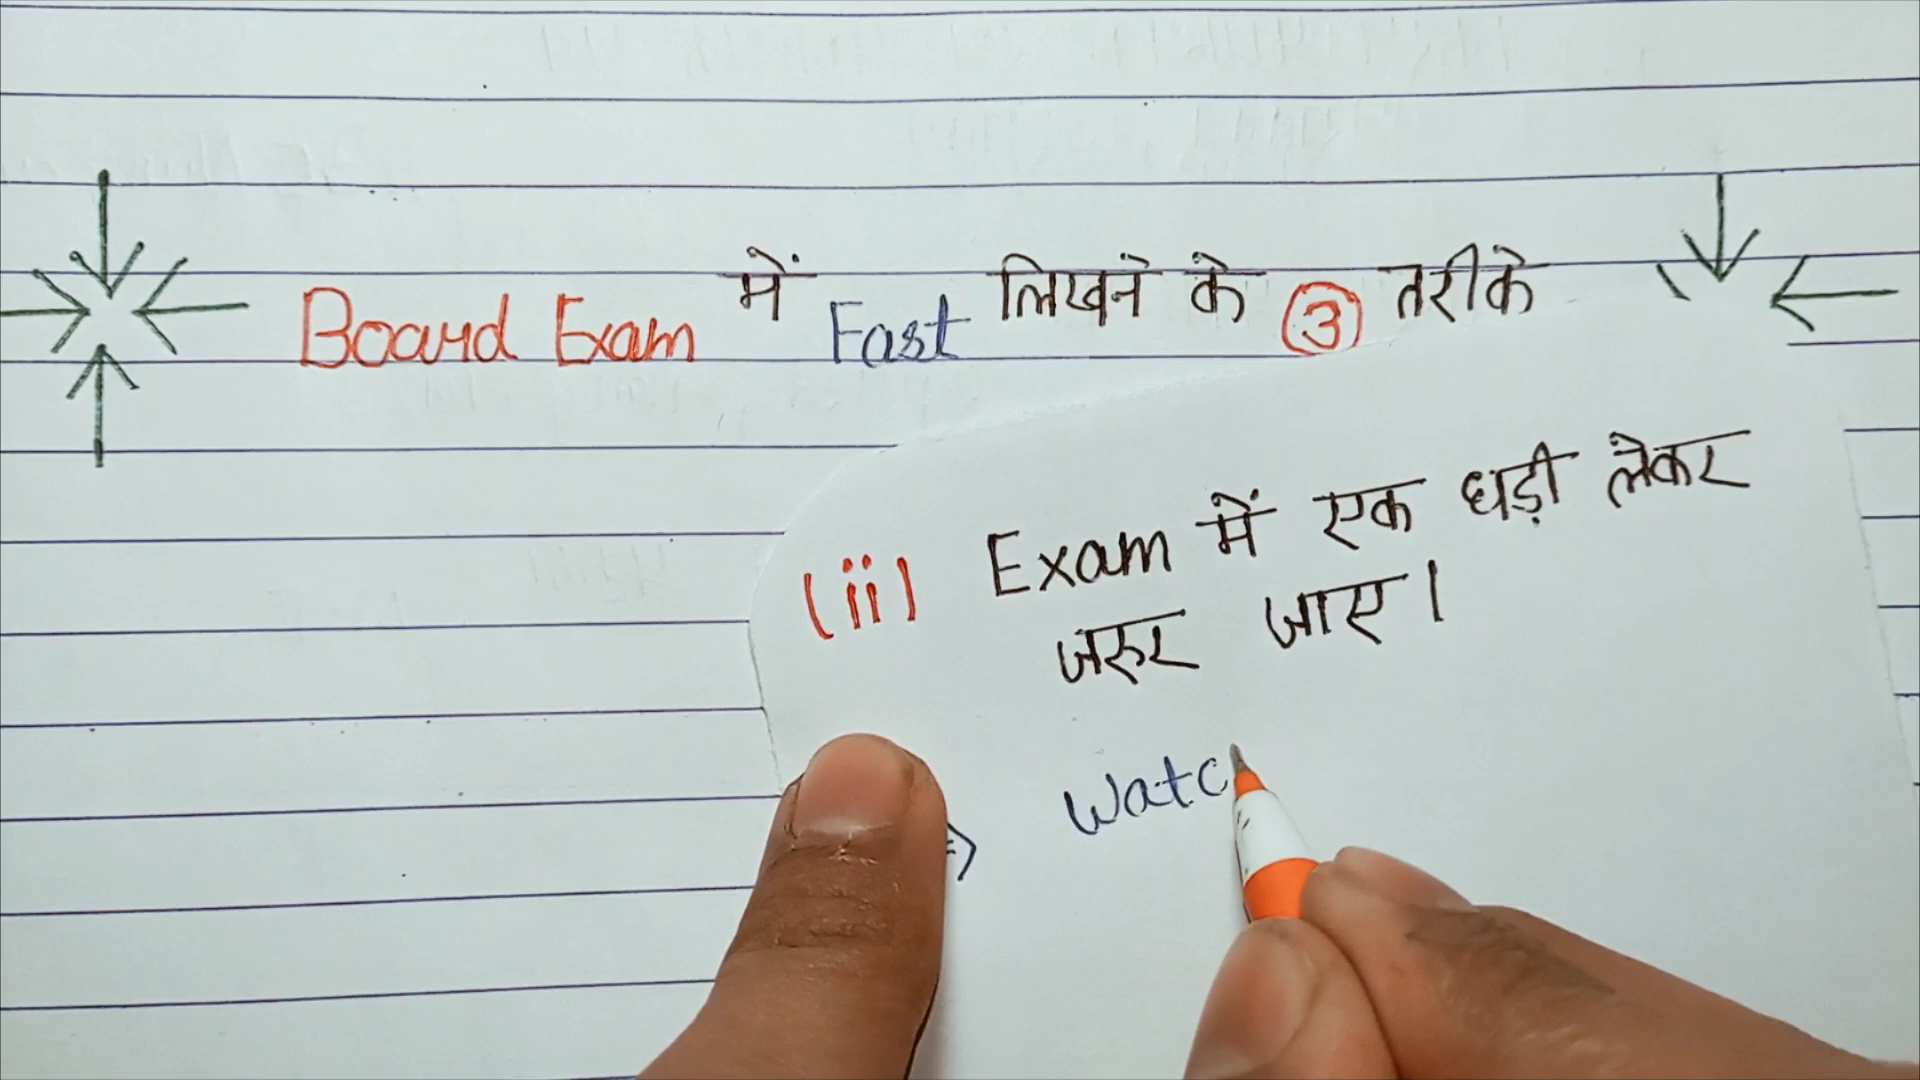 Board Exam में Fast लिखने के 3 तरीके
(ii) Exam में एक घड़ी लेकर
जरुर जाए।
=> Watc